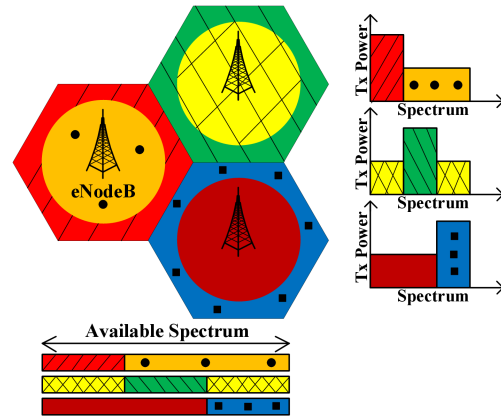 eNodeB
Tx Power
Spectrum
Tx Power
Spectrum
Tx Power
Spectrum
Available Spectrum